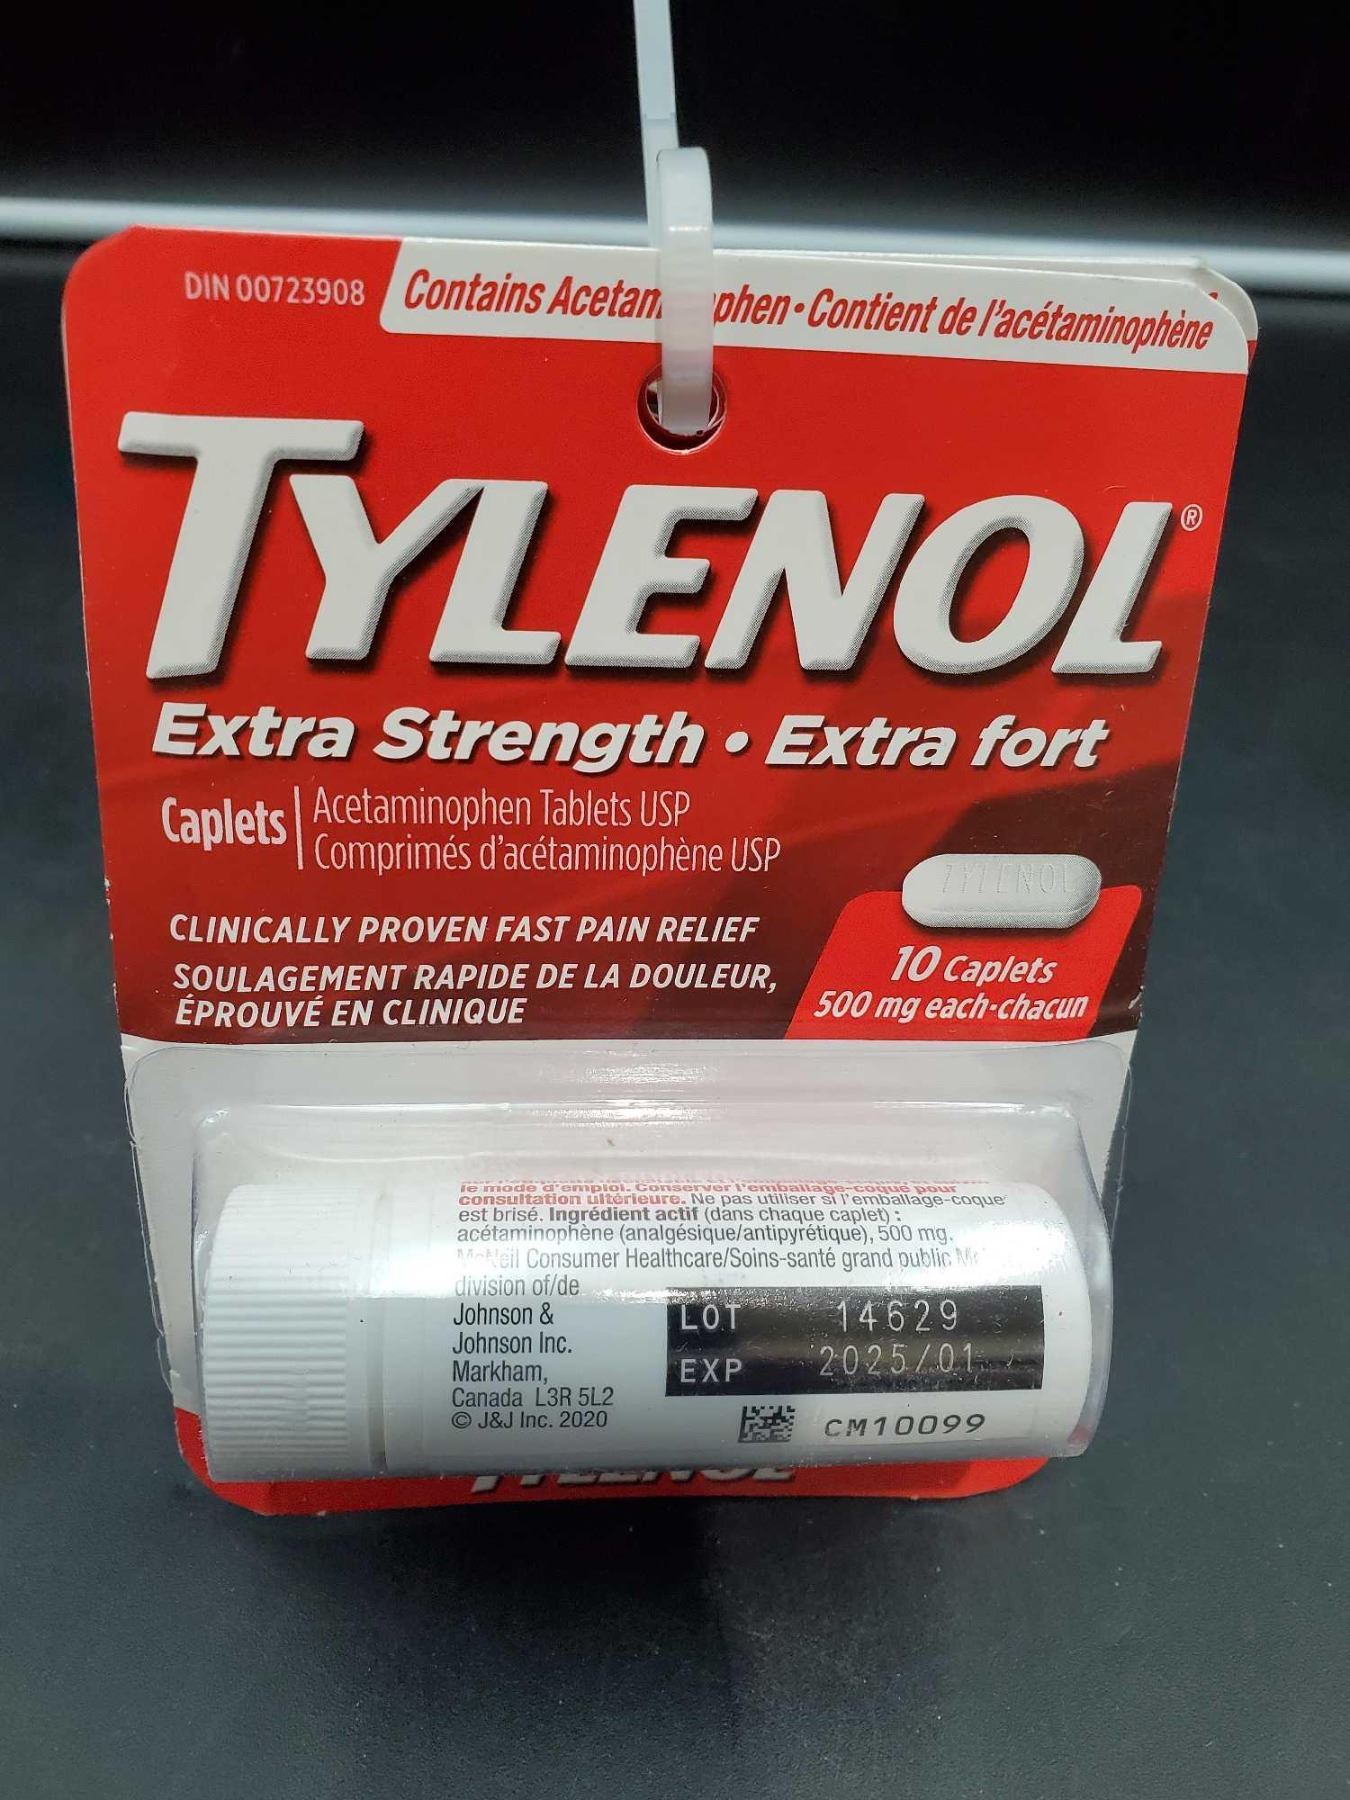 DIN 00723908
Contains Acetam phen • Contient de l'acétaminophène
TYLENOL®
Extra Strength • Extra fort
Caplets
Acetaminophen Tablets USP
Comprimés d'acétaminophène USP
TYLENOL
CLINICALLY PROVEN FAST PAIN RELIEF
SOULAGEMENT RAPIDE DE LA DOULEUR,
ÉPROUVÉ EN CLINIQUE
10 Caplets
500 mg each•chacun
le mode d'emploi. Conserver l'emballage-coque pour
consultation ultérieure. Ne pas utiliser si l'emballage-coque
est brisé. Ingrédient actif (dans chaque caplet) :
acétaminophène (analgésique/antipyrétique), 500 mg.
McNeil Consumer Healthcare/Soins-santé grand public
division of/de
Johnson &
Johnson Inc.
Markham,
Canada L3R 5L2
© J&J Inc. 2020
LOT 14629
EXP 2025/01
CM10099
TYLENOL